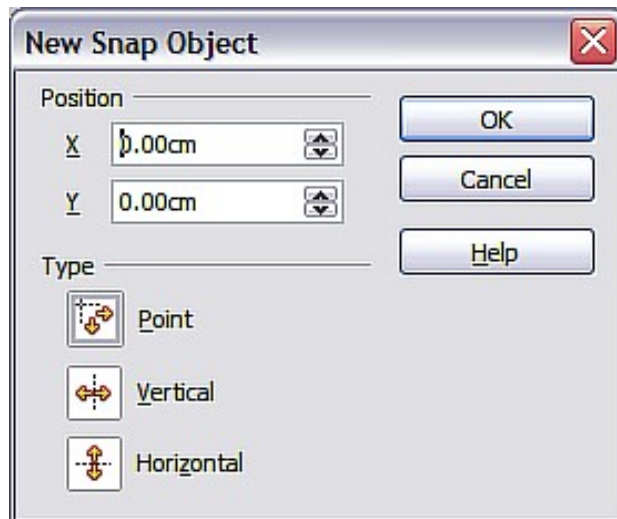 New Snap Object
Position
X 0.00cm
Y 0.00cm
OK
Cancel
Help
Type
Point
Vertical
Horizontal